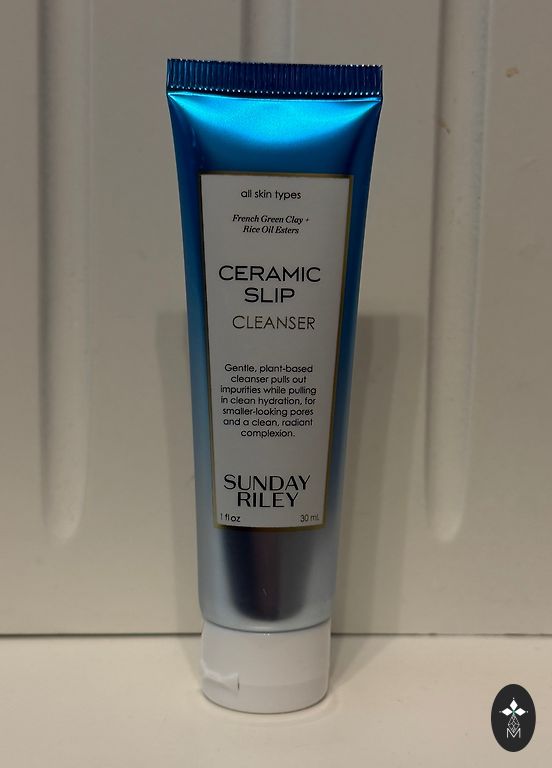 all skin types
French Green Clay +
Rice Oil Esters
CERAMIC
SLIP
CLEANSER
Gentle, plant-based
cleanser pulls out
impurities while pulling
in clean hydration, for
smaller-looking pores
and a clean, radiant
complexion.
SUNDAY
RILEY
1 fl oz 30 mL
M